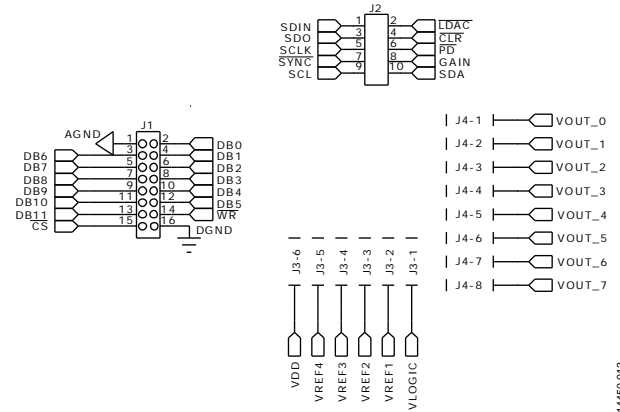 J2
SDIN 1 2 LDAC
SDO 3 4 CLR
SCLK 5 6 PD
SYNC 7 8 GAIN
SCL 9 10 SDA
J1
AGND 1 2 DB0
DB6 3 4 DB1
DB7 5 6 DB2
DB8 7 8 DB3
DB9 9 10 DB4
DB10 11 12 DB5
DB11 13 14 WR
CS 15 16 DGND
J4-1 VOUT_0
J4-2 VOUT_1
J4-3 VOUT_2
J4-4 VOUT_3
J4-5 VOUT_4
J4-6 VOUT_5
J4-7 VOUT_6
J4-8 VOUT_7
J3-6 VDD
J3-5 VREF4
J3-4 VREF3
J3-3 VREF2
J3-2 VREF1
J3-1 VLOGIC